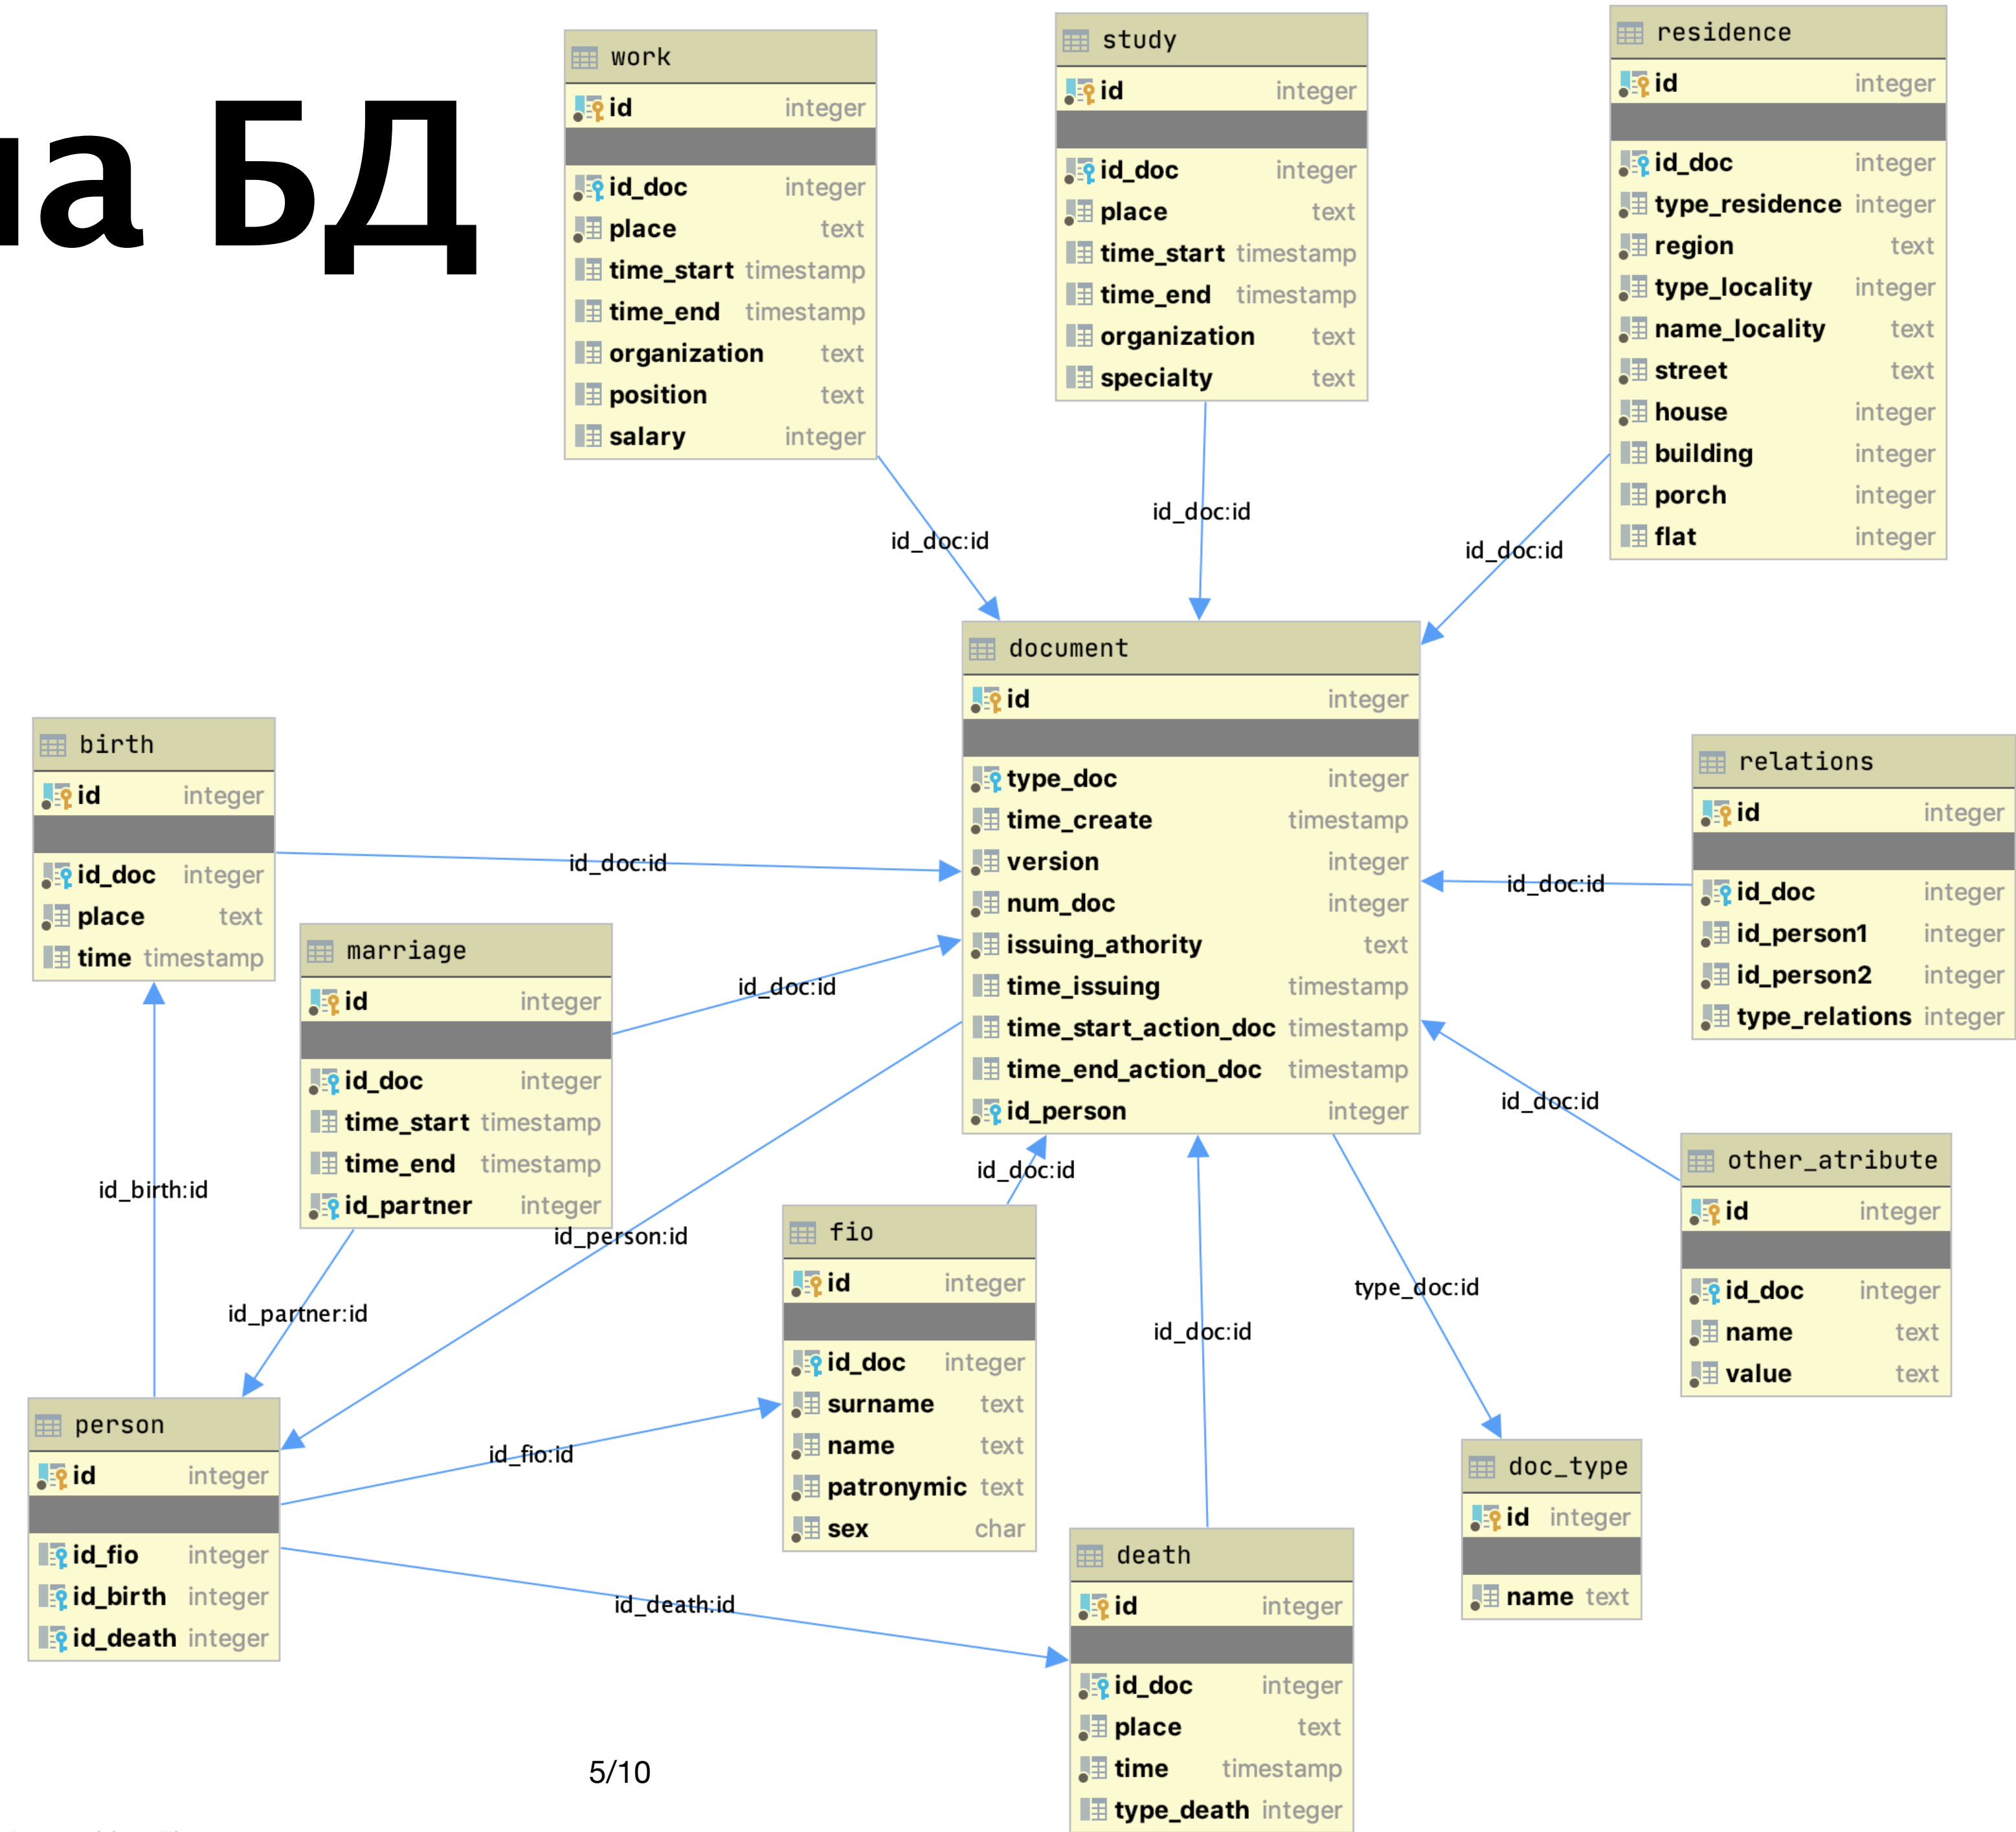 на БД
work
id integer
id_doc integer
place text
time_start timestamp
time_end timestamp
organization text
position text
salary integer
study
id integer
id_doc integer
place text
time_start timestamp
time_end timestamp
organization text
specialty text
residence
id integer
id_doc integer
type_residence integer
region text
type_locality integer
name_locality text
street text
house integer
building integer
porch integer
flat integer
id_doc:id
id_doc:id
id_doc:id
document
id integer
type_doc integer
time_create timestamp
version integer
num_doc integer
issuing_athority text
time_issuing timestamp
time_start_action_doc timestamp
time_end_action_doc timestamp
id_person integer
birth
id integer
id_doc integer
place text
time timestamp
id_doc:id
relations
id integer
id_doc integer
id_person1 integer
id_person2 integer
type_relations integer
id_doc:id
marriage
id integer
id_doc integer
time_start timestamp
time_end timestamp
id_partner integer
id_doc:id
id_doc:id
other_atribute
id integer
id_doc integer
name text
value text
id_birth:id
id_person:id
id_partner:id
id_doc:id
fio
id integer
id_doc integer
surname text
name text
patronymic text
sex char
id_doc:id
type_doc:id
person
id integer
id_fio integer
id_birth integer
id_death integer
id_fio:id
id_death:id
doc_type
id integer
name text
death
id integer
id_doc integer
place text
time timestamp
type_death integer
5/10